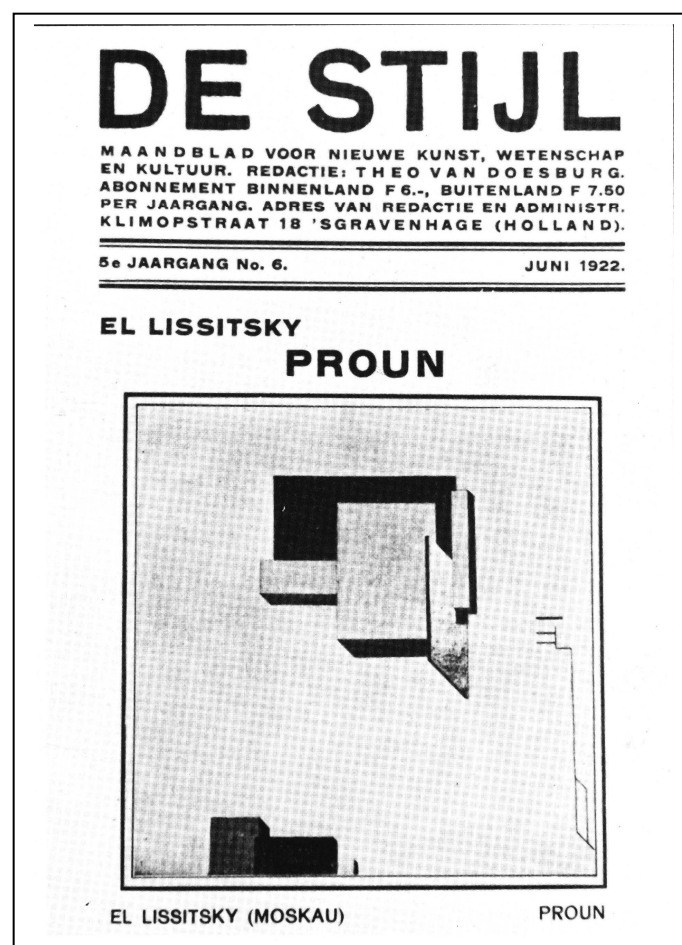 DE STIJL
MAANDBLAD VOOR NIEUWE KUNST, WETENSCHAP
EN KULTUUR. REDACTIE: THEO VAN DOESBURG.
ABONNEMENT BINNENLAND F 6.-, BUITENLAND F 7.50
PER JAARGANG. ADRES VAN REDACTIE EN ADMINISTR.
KLIMOPSTRAAT 18 'SGRAVENHAGE (HOLLAND).
5e JAARGANG No. 6. JUNI 1922.
EL LISSITSKY
PROUN
EL LISSITSKY (MOSKAU) PROUN